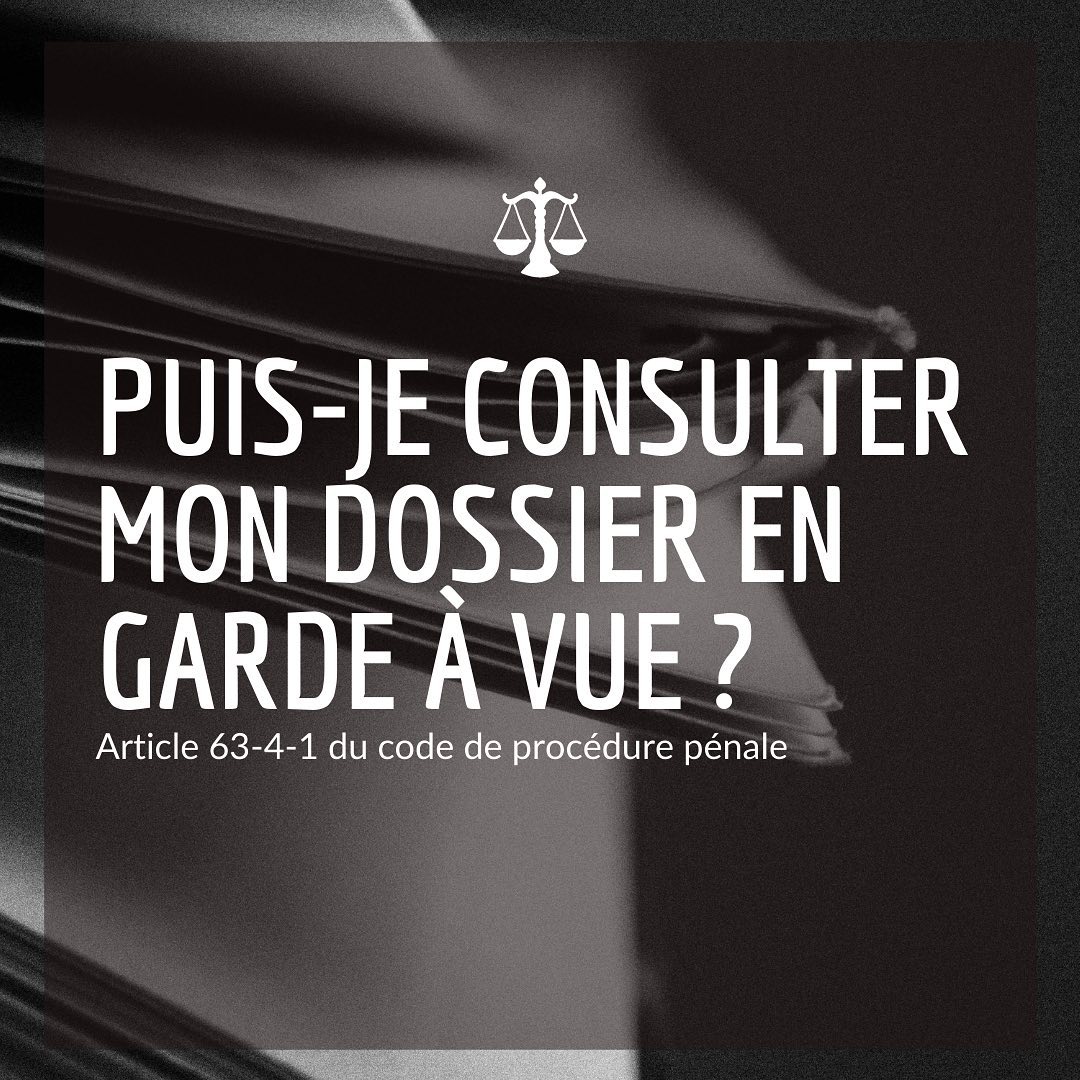 PUIS-JE CONSULTER
MON DOSSIER EN
GARDE À VUE ?
Article 63-4-1 du code de procédure pénale